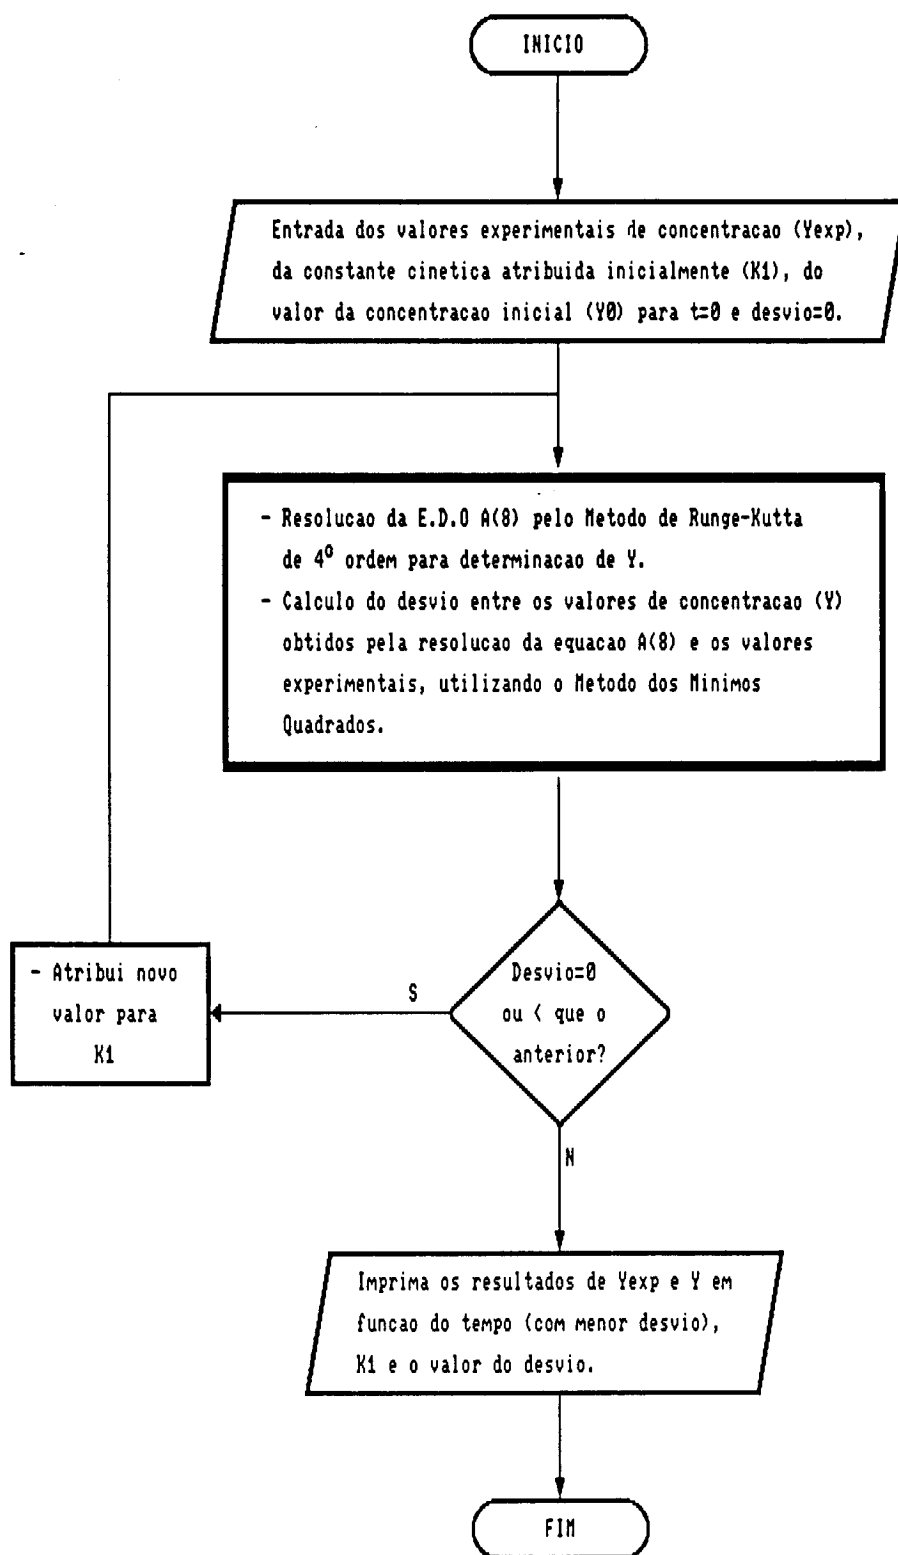 INICIO
Entrada dos valores experimentais de concentracao (Yexp),
da constante cinetica atribuida inicialmente (K1), do
valor da concentracao inicial (Y0) para t=0 e desvio=0.
- Resolucao da E.D.O A(8) pelo Metodo de Runge-Kutta
de 4º ordem para determinacao de Y.
- Calculo do desvio entre os valores de concentracao (Y)
obtidos pela resolucao da equacao A(8) e os valores
experimentais, utilizando o Metodo dos Minimos
Quadrados.
Desvio=0
ou < que o
anterior?
S
- Atribui novo
valor para
K1
N
Imprima os resultados de Yexp e Y em
funcao do tempo (com menor desvio),
K1 e o valor do desvio.
FIM